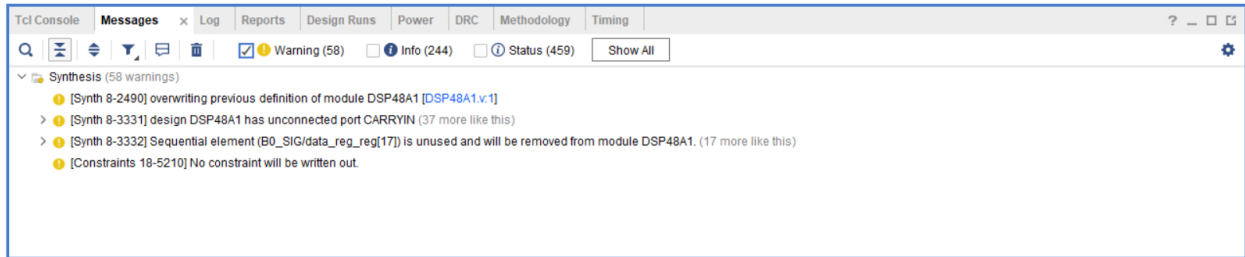 Tcl Console Messages × Log Reports Design Runs Power DRC Methodology Timing ? _
Warning (58) Info (244) Status (459) Show All
Synthesis (58 warnings)
[Synth 8-2490] overwriting previous definition of module DSP48A1 [DSP48A1.v:1]
[Synth 8-3331] design DSP48A1 has unconnected port CARRYIN (37 more like this)
[Synth 8-3332] Sequential element (B0_SIG/data_reg_reg[17]) is unused and will be removed from module DSP48A1. (17 more like this)
[Constraints 18-5210] No constraint will be written out.